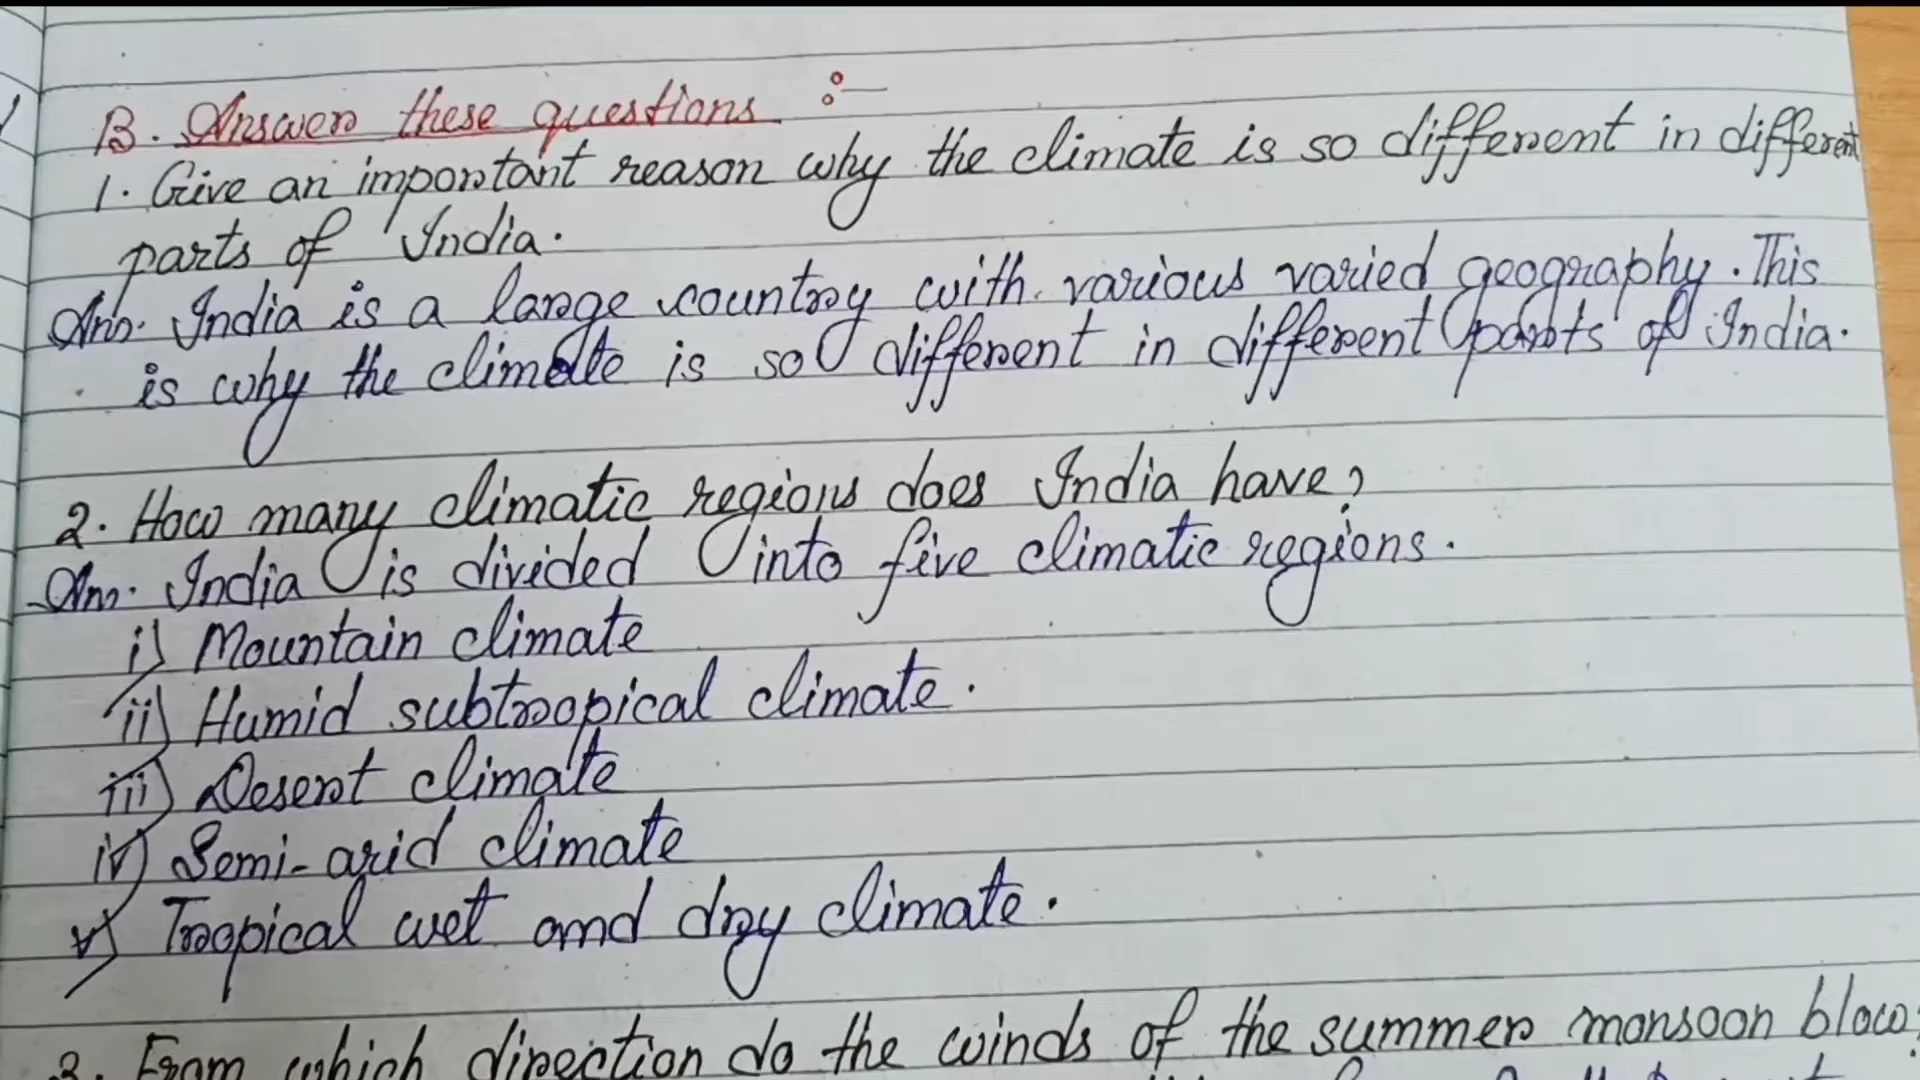 B. Answer these questions :-
1. Give an important reason why the climate is so different in different
parts of India.
Ans. India is a large country with various varied geography. This
is why the climate is so different in different parts of India.
2. How many climatic regions does India have?
Ans. India is divided into five climatic regions.
i) Mountain climate
ii) Humid subtropical climate.
iii) Desert climate
iv) Semi-arid climate
v) Tropical wet and dry climate.
3. From which direction do the winds of the summer monsoon blow